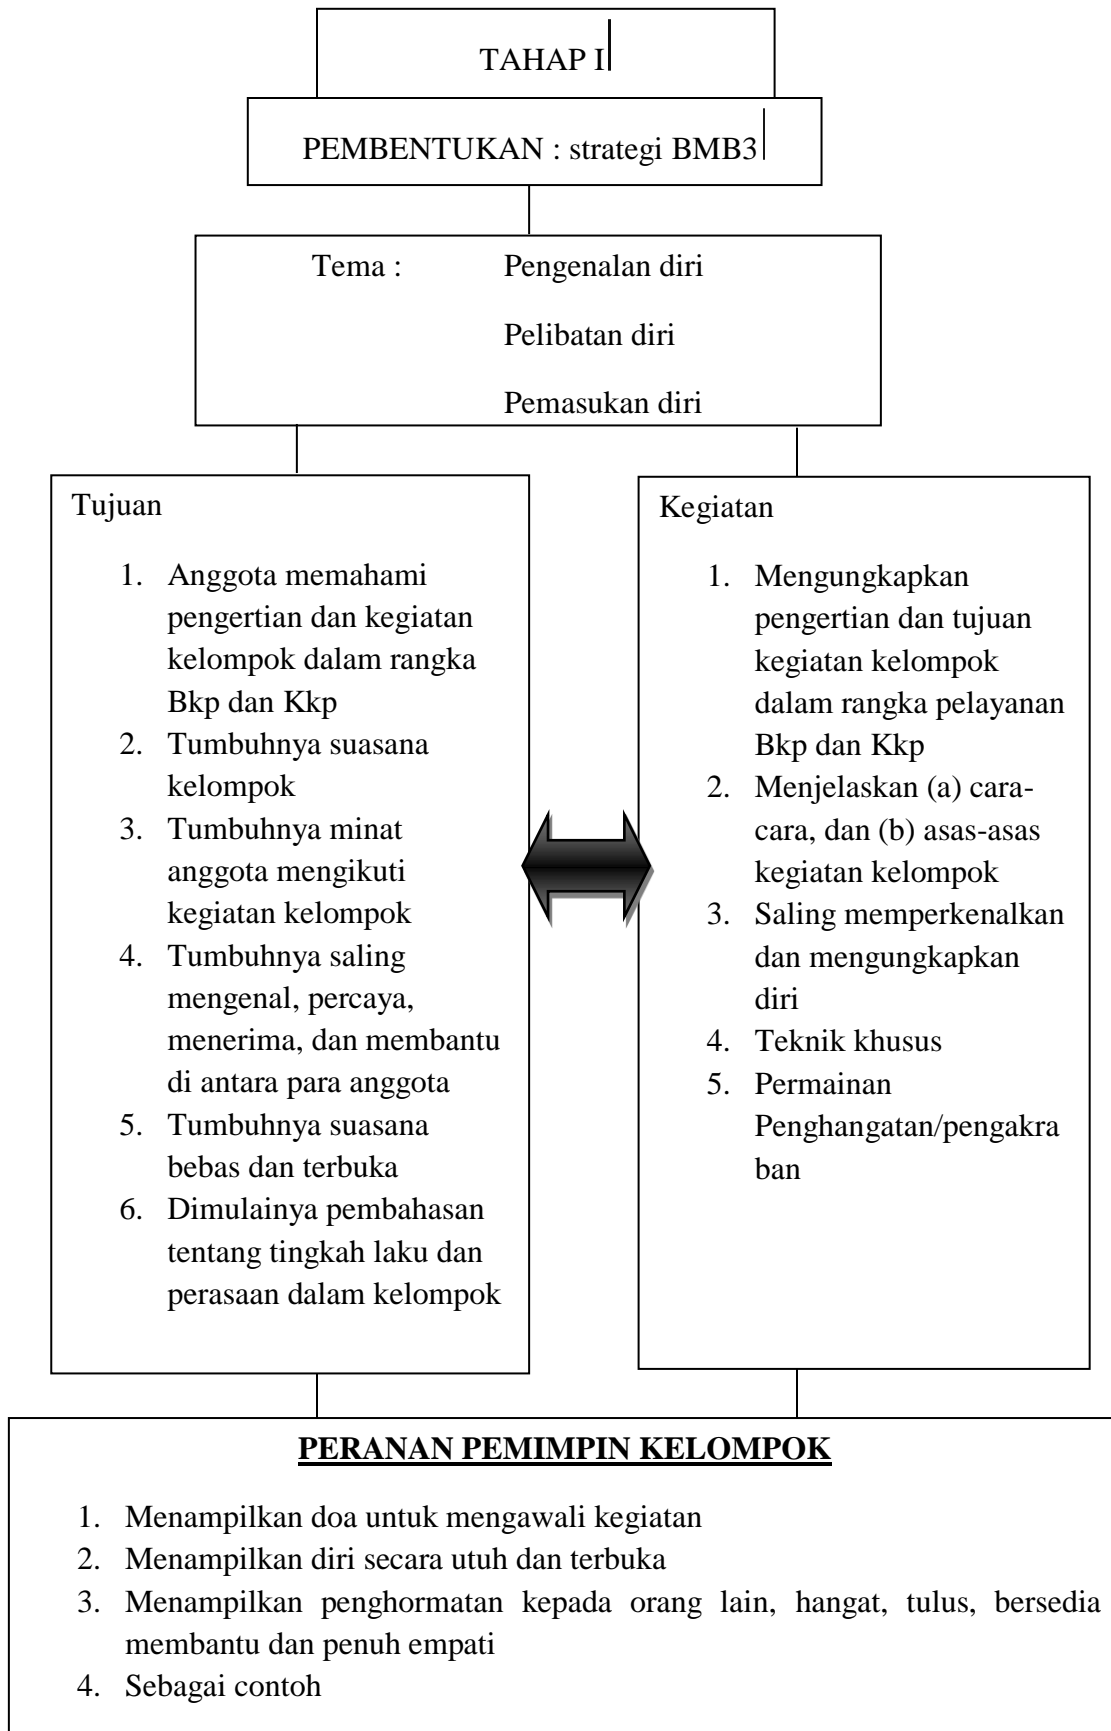 TAHAP I
PEMBENTUKAN : strategi BMB3
Tema : Pengenalan diri
Pelibatan diri
Pemasukan diri
Tujuan
1. Anggota memahami
pengertian dan kegiatan
kelompok dalam rangka
Bkp dan Kkp
2. Tumbuhnya suasana
kelompok
3. Tumbuhnya minat
anggota mengikuti
kegiatan kelompok
4. Tumbuhnya saling
mengenal, percaya,
menerima, dan membantu
di antara para anggota
5. Tumbuhnya suasana
bebas dan terbuka
6. Dimulainya pembahasan
tentang tingkah laku dan
perasaan dalam kelompok
Kegiatan
1. Mengungkapkan
pengertian dan tujuan
kegiatan kelompok
dalam rangka pelayanan
Bkp dan Kkp
2. Menjelaskan (a) cara-
cara, dan (b) asas-asas
kegiatan kelompok
3. Saling memperkenalkan
dan mengungkapkan
diri
4. Teknik khusus
5. Permainan
Penghangatan/pengakra
ban
PERANAN PEMIMPIN KELOMPOK
1. Menampilkan doa untuk mengawali kegiatan
2. Menampilkan diri secara utuh dan terbuka
3. Menampilkan penghormatan kepada orang lain, hangat, tulus, bersedia
membantu dan penuh empati
4. Sebagai contoh